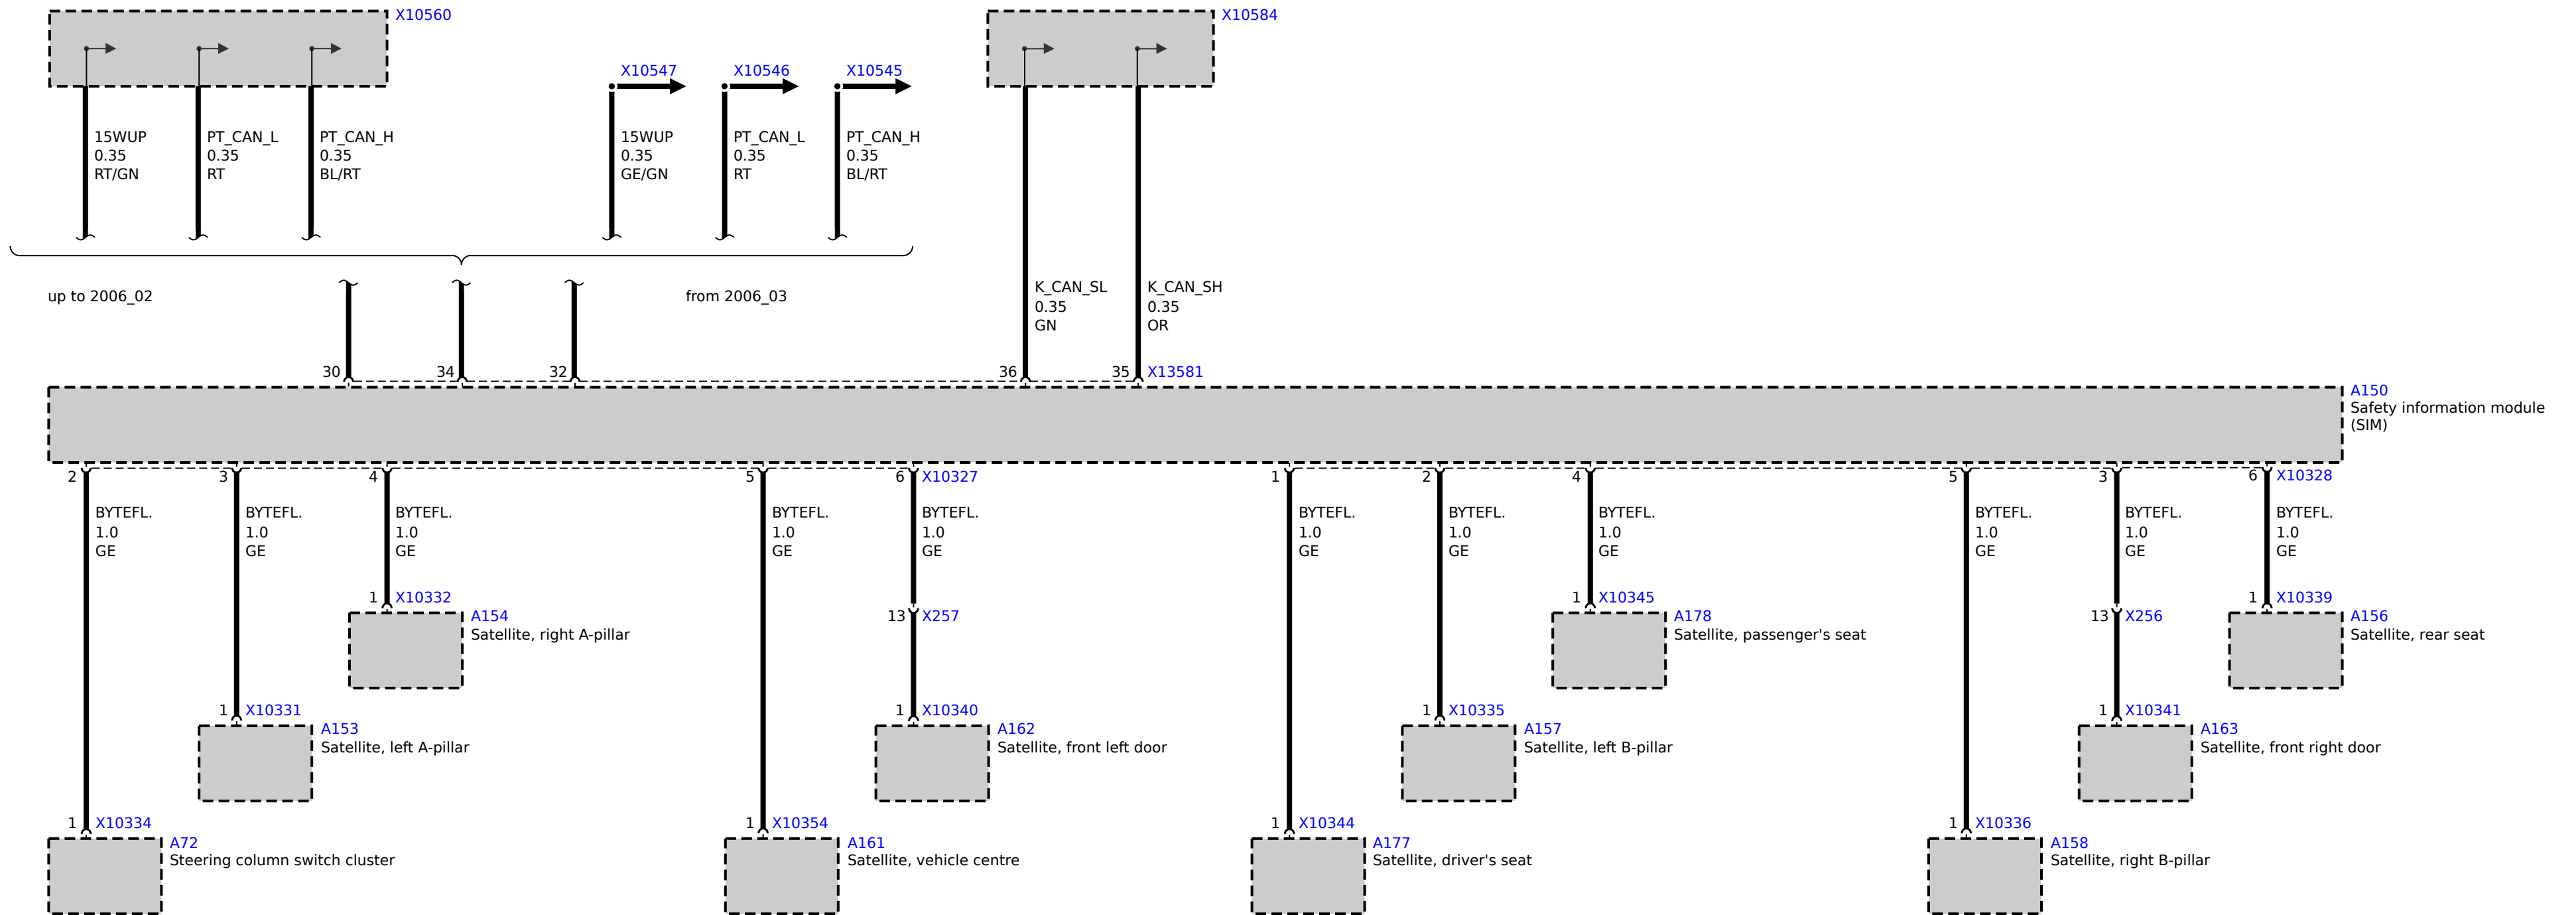 X10560
X10584
X10547
X10546
X10545
15WUP
0.35
RT/GN
PT_CAN_L
0.35
RT
PT_CAN_H
0.35
BL/RT
15WUP
0.35
GE/GN
PT_CAN_L
0.35
RT
PT_CAN_H
0.35
BL/RT
up to 2006_02
from 2006_03
K_CAN_SL
0.35
GN
K_CAN_SH
0.35
OR
30
34
32
36
35
X13581
A150
Safety information module
(SIM)
2
3
4
5
6
X10327
1
2
4
5
3
6
X10328
BYTEFL.
1.0
GE
BYTEFL.
1.0
GE
BYTEFL.
1.0
GE
BYTEFL.
1.0
GE
BYTEFL.
1.0
GE
BYTEFL.
1.0
GE
BYTEFL.
1.0
GE
BYTEFL.
1.0
GE
BYTEFL.
1.0
GE
BYTEFL.
1.0
GE
BYTEFL.
1.0
GE
1
X10332
A154
Satellite, right A-pillar
13
X257
1
X10345
A178
Satellite, passenger's seat
13
X256
1
X10339
A156
Satellite, rear seat
1
X10331
A153
Satellite, left A-pillar
1
X10340
A162
Satellite, front left door
1
X10335
A157
Satellite, left B-pillar
1
X10341
A163
Satellite, front right door
1
X10334
A72
Steering column switch cluster
1
X10354
A161
Satellite, vehicle centre
1
X10344
A177
Satellite, driver's seat
1
X10336
A158
Satellite, right B-pillar